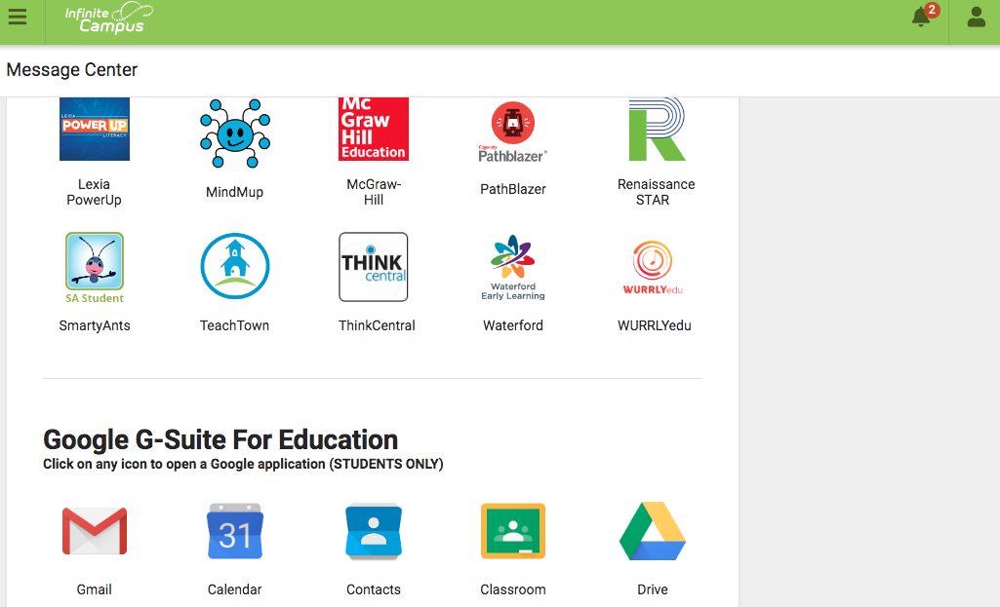 Infinite
Campus
2
Message Center
LEXIA
POWER UP
LITERACY
Mc
Graw
Hill
Education
Edgenuity
Pathblazer®
Lexia
PowerUp
MindMup
McGraw-
Hill
PathBlazer
Renaissance
STAR
SA Student
THINK
central
Waterford
Early Learning
WURRLYedu
SmartyAnts
TeachTown
ThinkCentral
Waterford
WURRLYedu
Google G-Suite For Education
Click on any icon to open a Google application (STUDENTS ONLY)
31
Gmail
Calendar
Contacts
Classroom
Drive